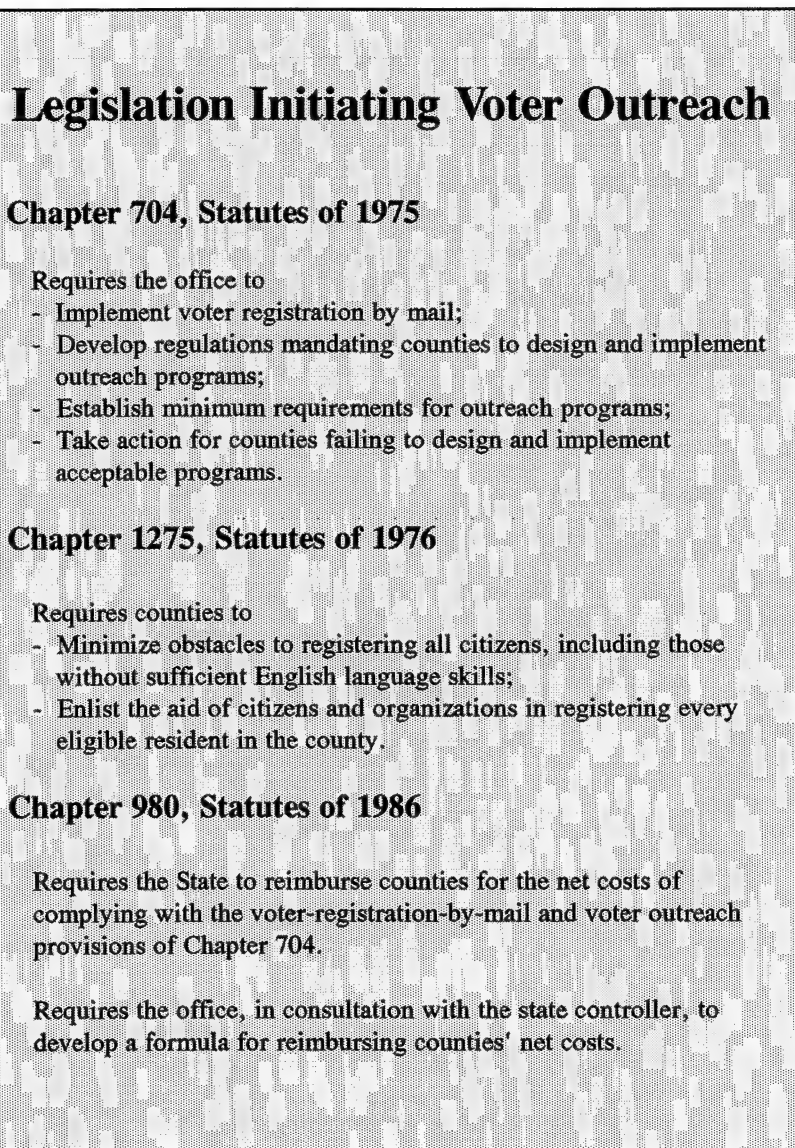 Legislation Initiating Voter Outreach
Chapter 704, Statutes of 1975
Requires the office to
- Implement voter registration by mail;
- Develop regulations mandating counties to design and implement
outreach programs;
- Establish minimum requirements for outreach programs;
- Take action for counties failing to design and implement
acceptable programs.
Chapter 1275, Statutes of 1976
Requires counties to
- Minimize obstacles to registering all citizens, including those
without sufficient English language skills;
- Enlist the aid of citizens and organizations in registering every
eligible resident in the county.
Chapter 980, Statutes of 1986
Requires the State to reimburse counties for the net costs of
complying with the voter-registration-by-mail and voter outreach
provisions of Chapter 704.
Requires the office, in consultation with the state controller, to
develop a formula for reimbursing counties' net costs.